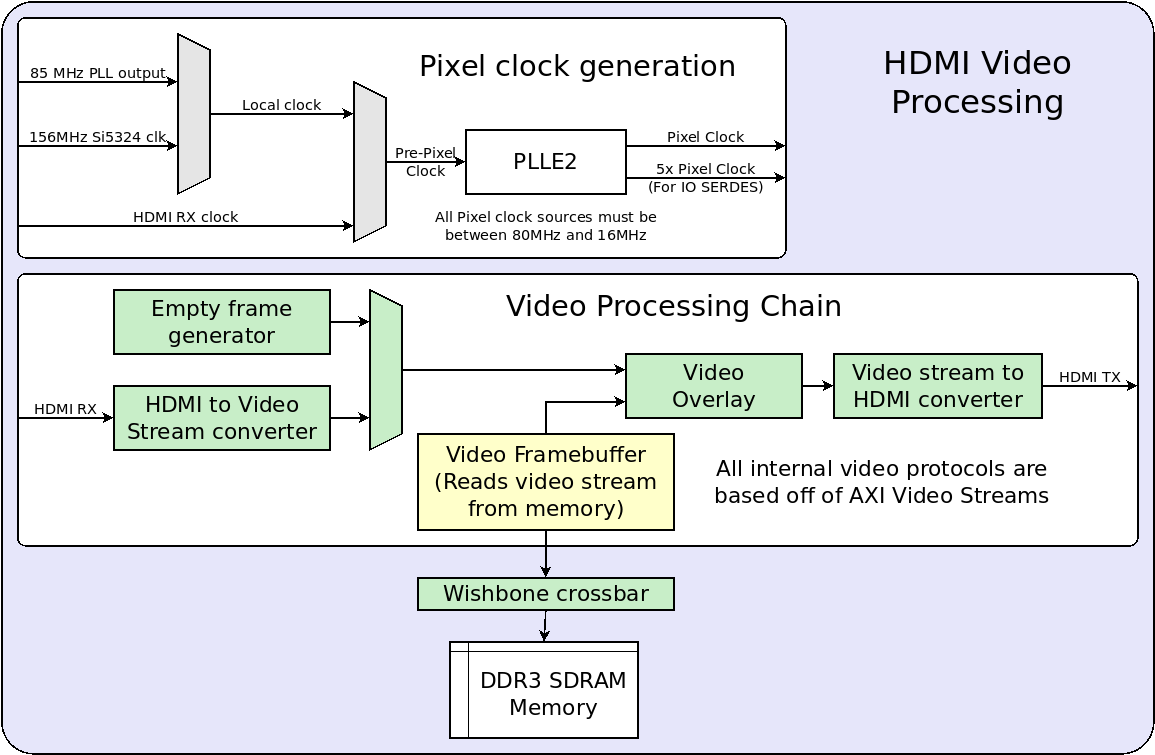 HDMI Video
Processing
Pixel clock generation
85 MHz PLL output
156MHz Si5324 clk
Local clock
HDMI RX clock
Pre-Pixel
Clock
PLLE2
Pixel Clock
5x Pixel Clock
(For IO SERDES)
All Pixel clock sources must be
between 80MHz and 16MHz
Video Processing Chain
Empty frame
generator
HDMI RX
HDMI to Video
Stream converter
Video
Overlay
Video stream to
HDMI converter
HDMI TX
Video Framebuffer
(Reads video stream
from memory)
All internal video protocols are
based off of AXI Video Streams
Wishbone crossbar
DDR3 SDRAM
Memory